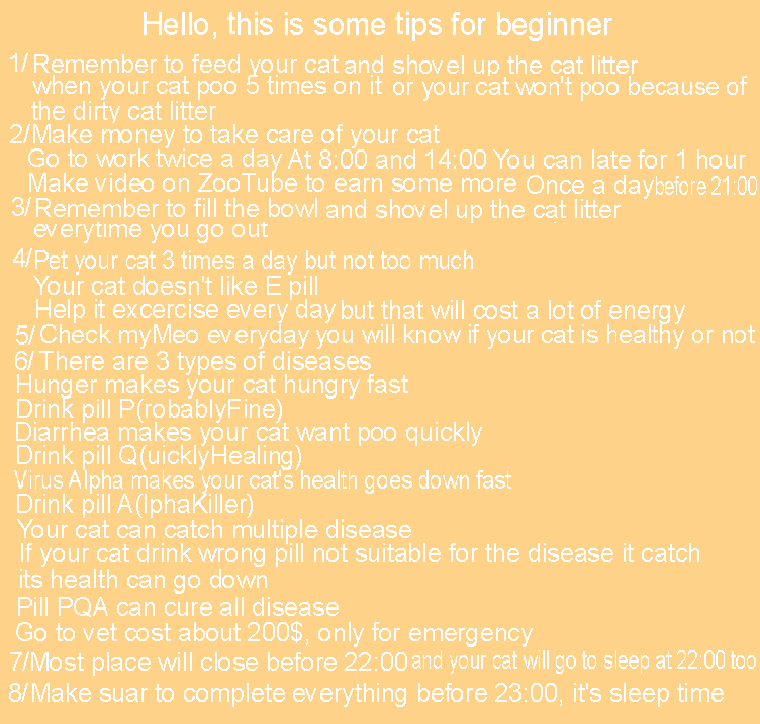 Hello, this is some tips for beginner
1/Remember to feed your cat and shovel up the cat litter
when your cat poo 5 times on it or your cat won't poo because of
the dirty cat litter
2/Make money to take care of your cat
Go to work twice a day At 8:00 and 14:00 You can late for 1 hour
Make video on ZooTube to earn some more Once a day before 21:00
3/Remember to fill the bowl and shovel up the cat litter
everytime you go out
4/Pet your cat 3 times a day but not too much
Your cat doesn't like E pill
Help it excercise every day but that will cost a lot of energy
5/Check myMeo everyday you will know if your cat is healthy or not
6/There are 3 types of diseases
Hunger makes your cat hungry fast
Drink pill P(robablyFine)
Diarrhea makes your cat want poo quickly
Drink pill Q(uicklyHealing)
Virus Alpha makes your cat's health goes down fast
Drink pill A(lphaKiller)
Your cat can catch multiple disease
If your cat drink wrong pill not suitable for the disease it catch
its health can go down
Pill PQA can cure all disease
Go to vet cost about 200$, only for emergency
7/Most place will close before 22:00 and your cat will go to sleep at 22:00 too
8/Make suar to complete everything before 23:00, it's sleep time